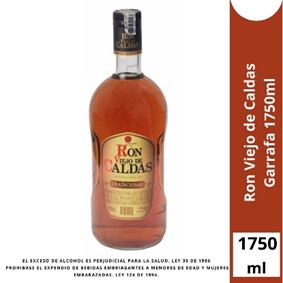 RON
VIEJO DE
CALDAS
TRADICIONAL
Ron Viejo de Caldas
Garrafa 1750ml
1750
ml
EL EXCESO DE ALCOHOL ES PERJUDICIAL PARA LA SALUD. LEY 30 DE 1986
PROHIBASE EL EXPENDIO DE BEBIDAS EMBRIAGANTES A MENORES DE EDAD Y MUJERES
EMBARAZADAS. LEY 124 DE 1994.